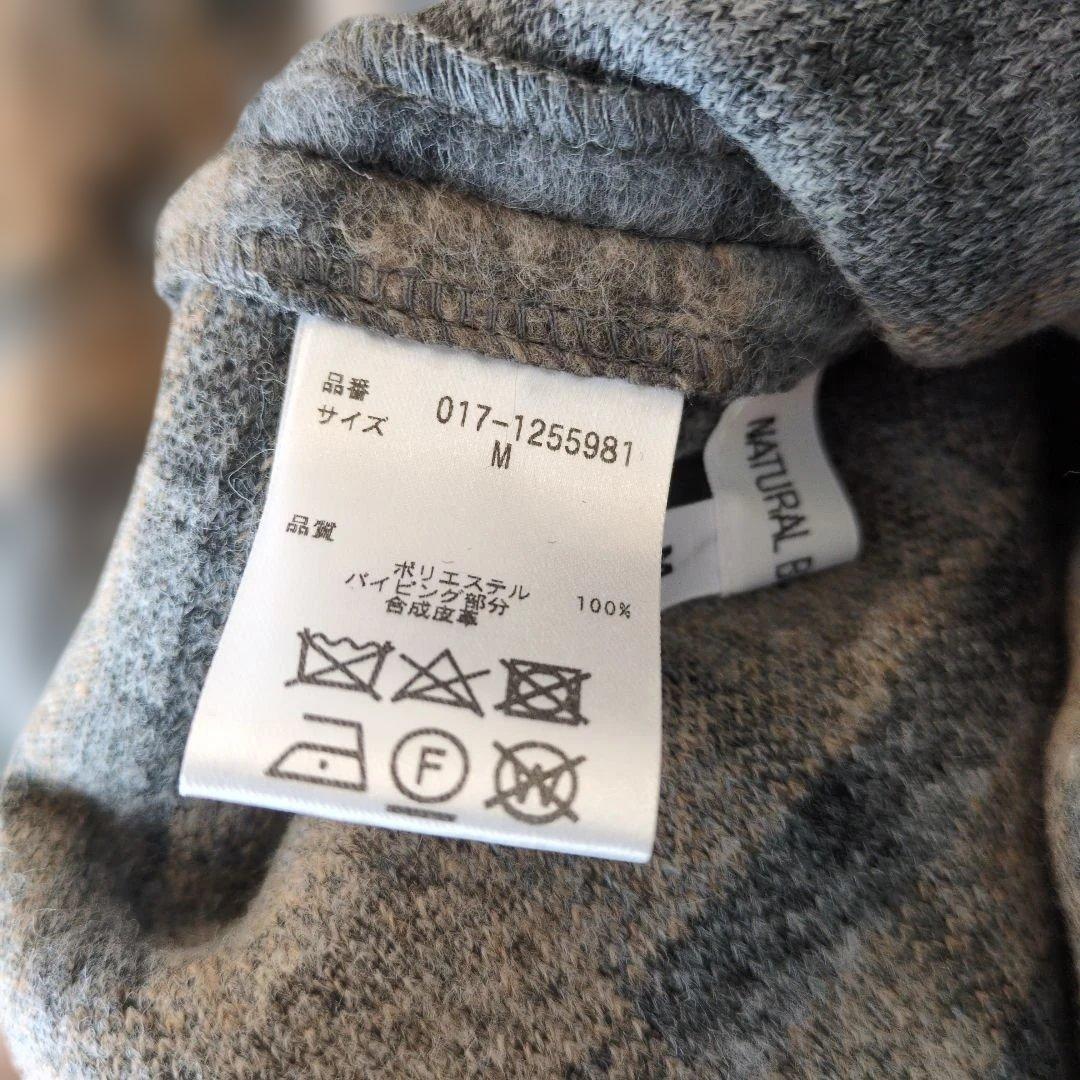 品番 017-1255981
サイズ M
品質
ポリエステル 100%
パイピング部分
合成皮革
F
W
NATURAL B
M